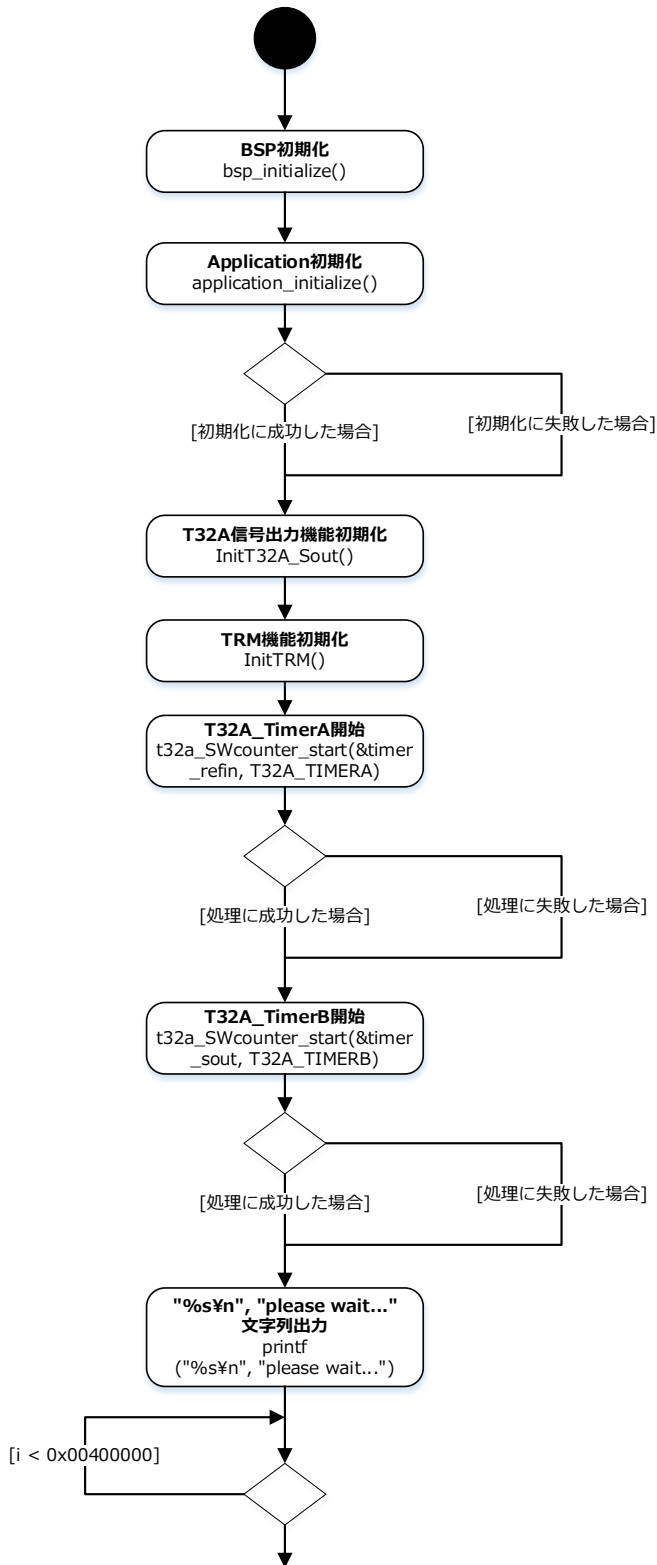 BSP初期化
bsp_initialize()
Application初期化
application_initialize()
[初期化に成功した場合]
[初期化に失敗した場合]
T32A信号出力機能初期化
InitT32A_Sout()
TRM機能初期化
InitTRM()
T32A_TimerA開始
t32a_SWcounter_start(&timer
_refin, T32A_TIMERA)
[処理に成功した場合]
[処理に失敗した場合]
T32A_TimerB開始
t32a_SWcounter_start(&timer
_sout, T32A_TIMERB)
[処理に成功した場合]
[処理に失敗した場合]
"%s¥n", "please wait..."
文字列出力
printf
("%s¥n", "please wait...")
[i < 0x00400000]